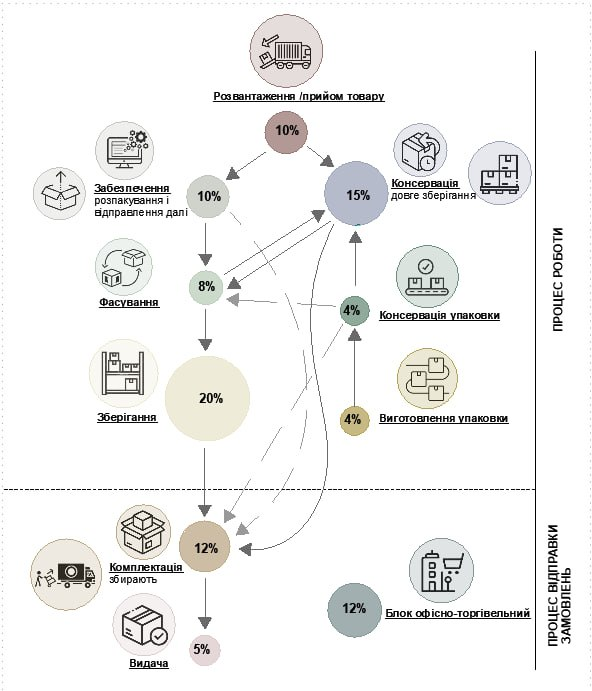 Розвантаження /прийом товару
10%
Забезпечення
розпакування і
відправлення далі
10%
15%
Консервація
довге зберігання
Фасування
8%
4%
Консервація упаковки
Зберігання
20%
4%
Виготовлення упаковки
ПРОЦЕС РОБОТИ
Комплектація
збирають
12%
12%
Блок офісно-торгівельний
Видача
5%
ПРОЦЕС ВІДПРАВКИ
ЗАМОВЛЕНЬ